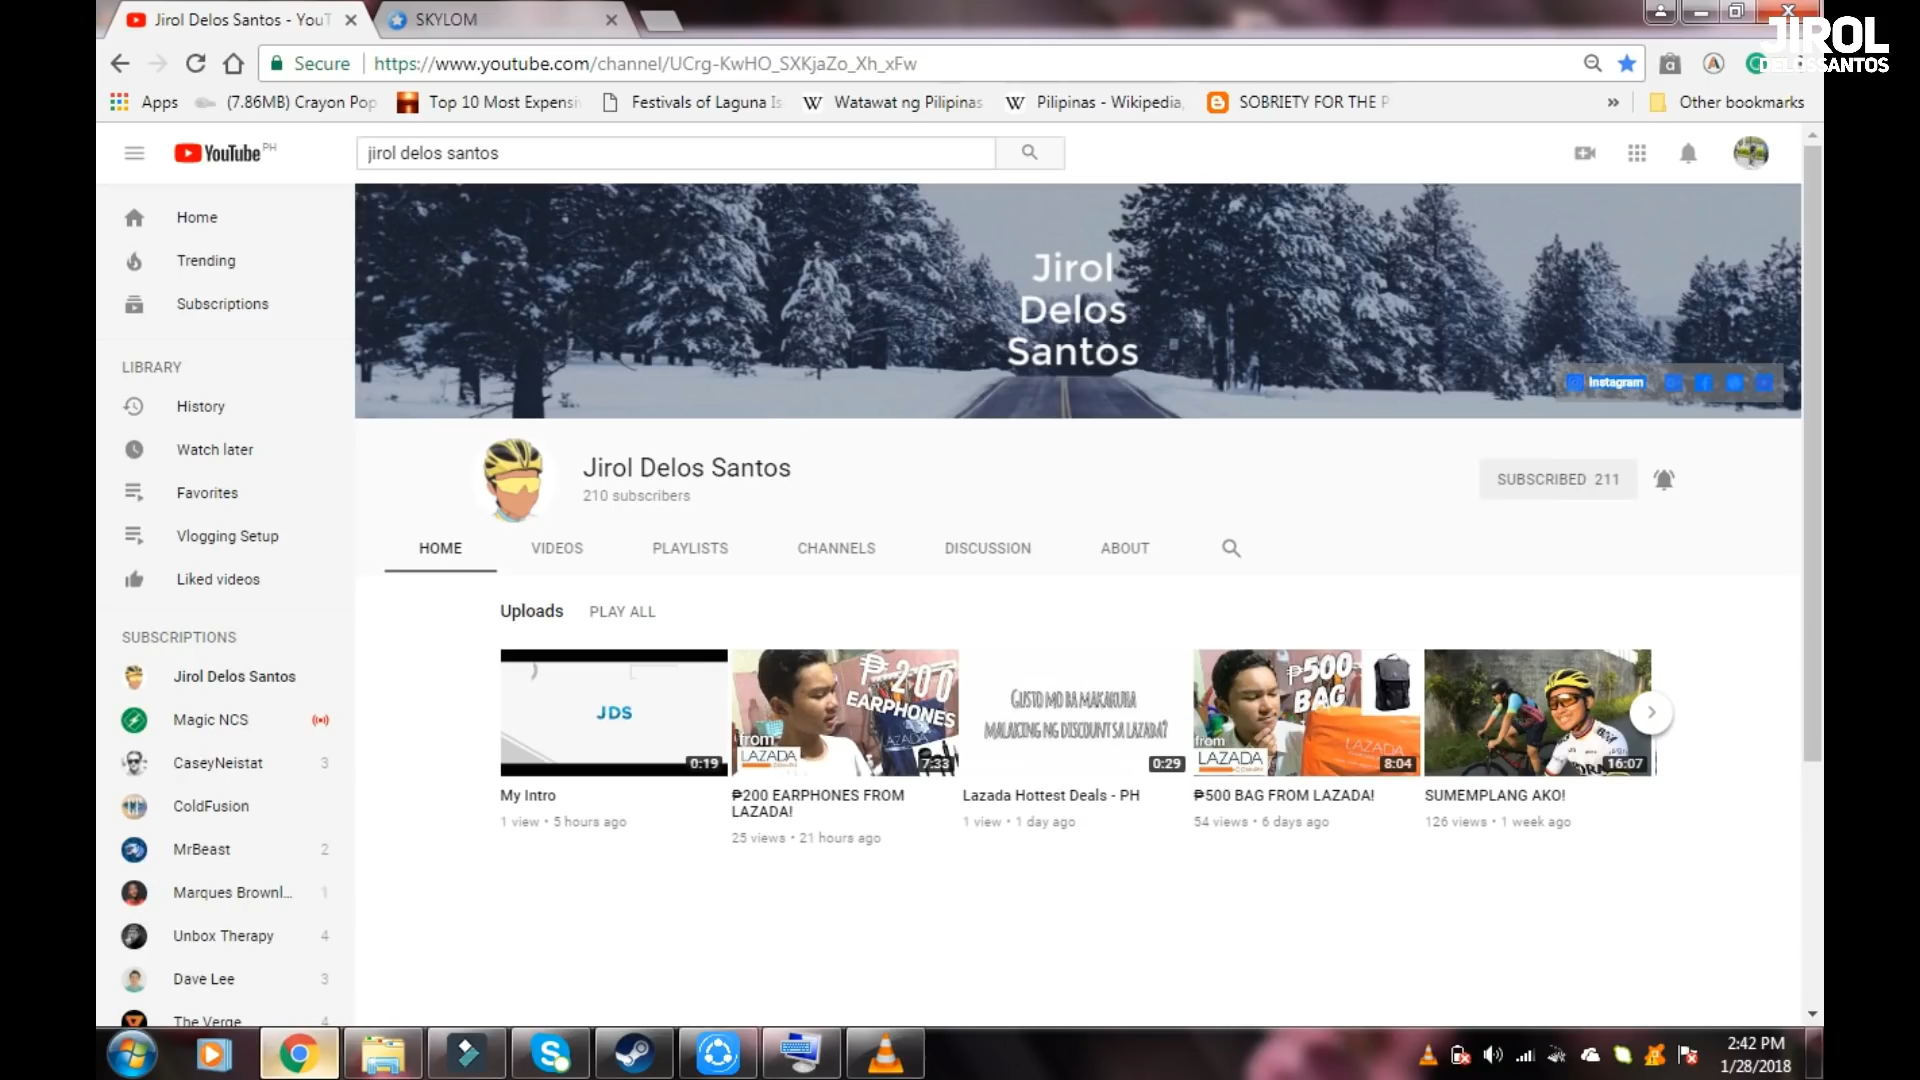 Jirol Delos Santos - YouT
SKYLOM
JIROL
DELOSSANTOS
Secure
https://www.youtube.com/channel/UCrg-KwHO_SXKjaZo_Xh_xFw
Apps
(7.86MB) Crayon Pop
Top 10 Most Expensi
Festivals of Laguna Is
Watawat ng Pilipinas
Pilipinas - Wikipedia,
SOBRIETY FOR THE P
»
Other bookmarks
YouTube PH
jirol delos santos
Home
Trending
Subscriptions
LIBRARY
History
Watch later
Favorites
Vlogging Setup
Liked videos
SUBSCRIPTIONS
Jirol Delos Santos
Magic NCS
CaseyNeistat 3
ColdFusion
MrBeast 2
Marques Brownl... 1
Unbox Therapy 4
Dave Lee 3
The Verge 4
Jirol
Delos
Santos
Instagram
Jirol Delos Santos
210 subscribers
SUBSCRIBED 211
HOME
VIDEOS
PLAYLISTS
CHANNELS
DISCUSSION
ABOUT
Uploads
PLAY ALL
JDS
0:19
My Intro
1 view • 5 hours ago
₱200
EARPHONES
from
LAZADA
7:33
₱200 EARPHONES FROM
LAZADA!
25 views • 21 hours ago
GUSTO MO BA MAKAKUHA
MALAKING NG DISCOUNT SA LAZADA?
0:29
Lazada Hottest Deals - PH
1 view • 1 day ago
₱500
BAG
from
LAZADA
LAZADA
8:04
₱500 BAG FROM LAZADA!
54 views • 6 days ago
16:07
SUMEMPLANG AKO!
126 views • 1 week ago
2:42 PM
1/28/2018